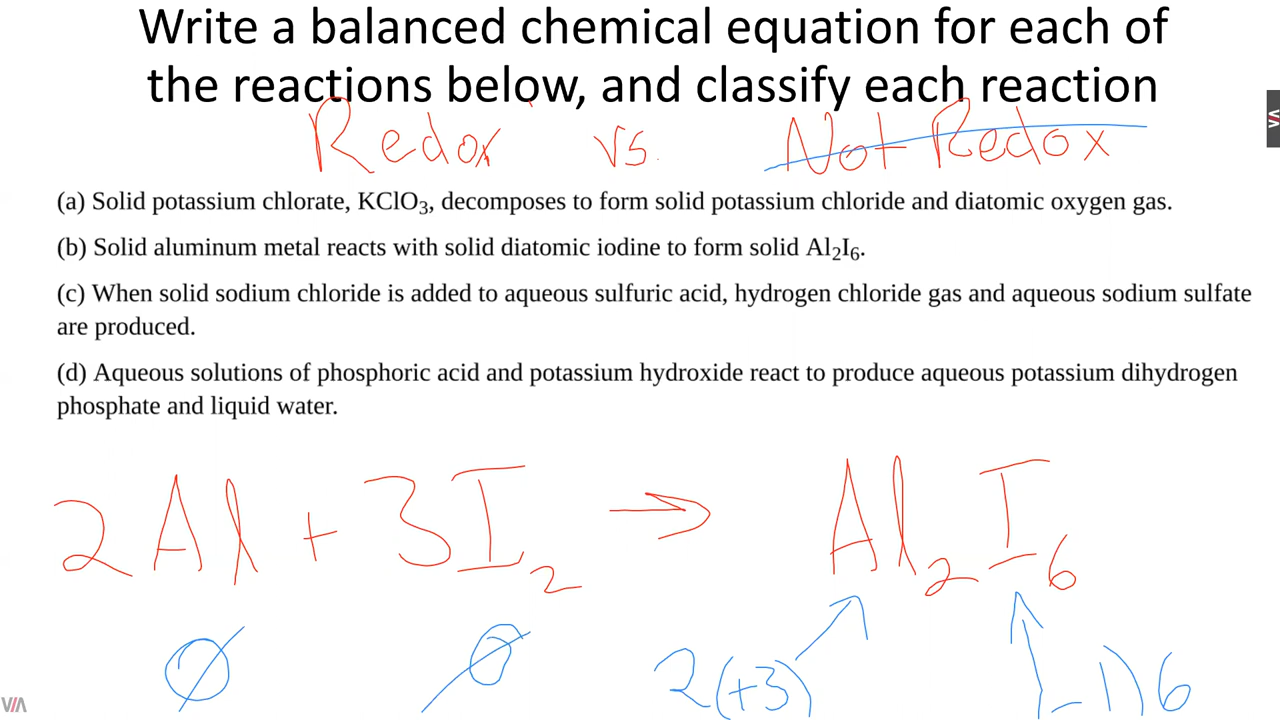 Write a balanced chemical equation for each of
the reactions below, and classify each reaction
Redox vs. Not Redox
(a) Solid potassium chlorate, KClO₃, decomposes to form solid potassium chloride and diatomic oxygen gas.
(b) Solid aluminum metal reacts with solid diatomic iodine to form solid Al₂I₆.
(c) When solid sodium chloride is added to aqueous sulfuric acid, hydrogen chloride gas and aqueous sodium sulfate
are produced.
(d) Aqueous solutions of phosphoric acid and potassium hydroxide react to produce aqueous potassium dihydrogen
phosphate and liquid water.
2Al + 3I₂ → Al₂I₆
0 0 2(+3) (-1)6
VIA